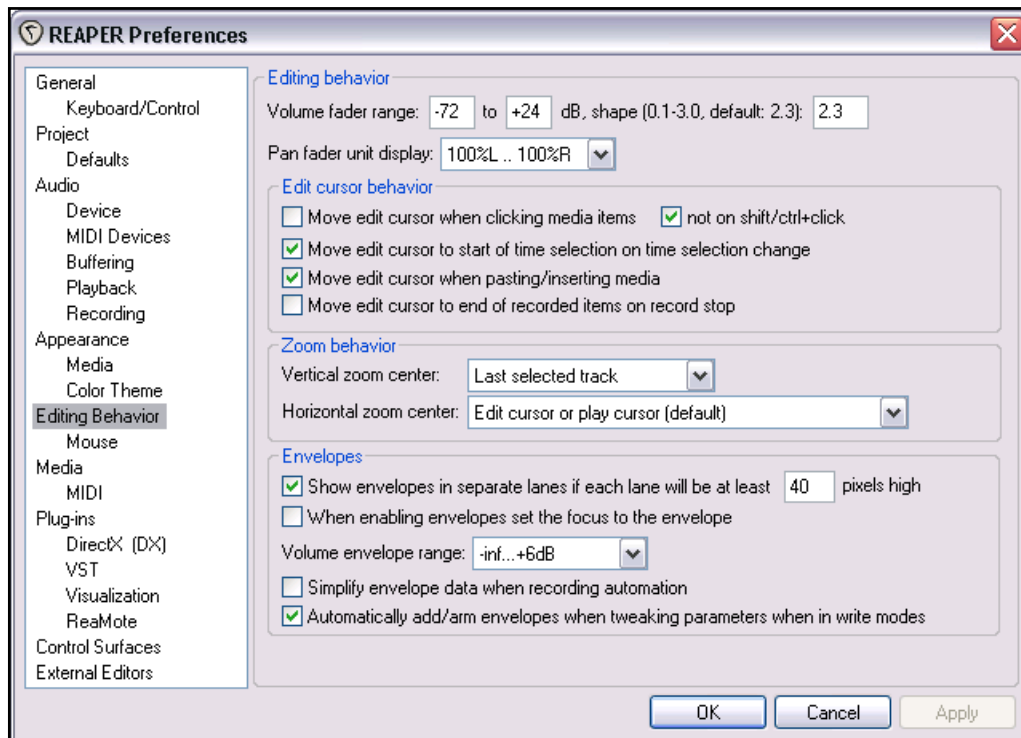 REAPER Preferences
General
Keyboard/Control
Project
Defaults
Audio
Device
MIDI Devices
Buffering
Playback
Recording
Appearance
Media
Color Theme
Editing Behavior
Mouse
Media
MIDI
Plug-ins
DirectX (DX)
VST
Visualization
ReaMote
Control Surfaces
External Editors
Editing behavior
Volume fader range: -72 to +24 dB, shape (0.1-3.0, default: 2.3): 2.3
Pan fader unit display: 100%L .. 100%R
Edit cursor behavior
Move edit cursor when clicking media items not on shift/ctrl+click
Move edit cursor to start of time selection on time selection change
Move edit cursor when pasting/inserting media
Move edit cursor to end of recorded items on record stop
Zoom behavior
Vertical zoom center: Last selected track
Horizontal zoom center: Edit cursor or play cursor (default)
Envelopes
Show envelopes in separate lanes if each lane will be at least 40 pixels high
When enabling envelopes set the focus to the envelope
Volume envelope range: -inf...+6dB
Simplify envelope data when recording automation
Automatically add/arm envelopes when tweaking parameters when in write modes
OK Cancel Apply